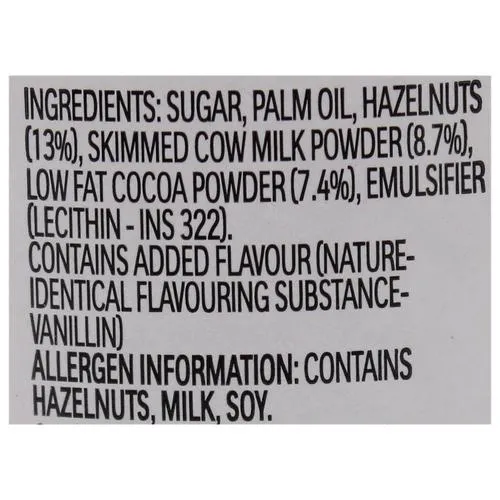 INGREDIENTS: SUGAR, PALM OIL, HAZELNUTS
(13%), SKIMMED COW MILK POWDER (8.7%),
LOW FAT COCOA POWDER (7.4%), EMULSIFIER
(LECITHIN - INS 322).
CONTAINS ADDED FLAVOUR (NATURE-
IDENTICAL FLAVOURING SUBSTANCE-
VANILLIN)
ALLERGEN INFORMATION: CONTAINS
HAZELNUTS, MILK, SOY.